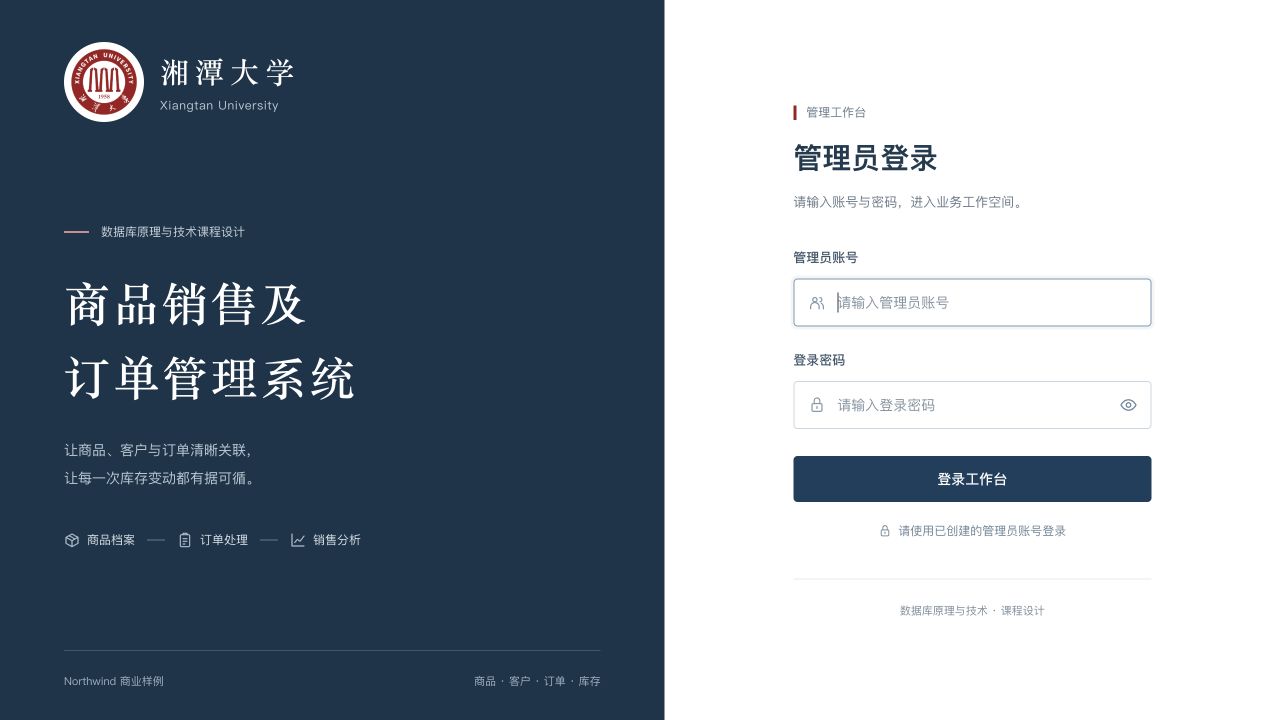 XIANGTAN UNIVERSITY
1958
湘潭大学
Xiangtan University
数据库原理与技术课程设计
商品销售及
订单管理系统
让商品、客户与订单清晰关联，
让每一次库存变动都有据可循。
商品档案 — 订单处理 — 销售分析
Northwind 商业样例
商品 · 客户 · 订单 · 库存
管理工作台
管理员登录
请输入账号与密码，进入业务工作空间。
管理员账号
请输入管理员账号
登录密码
请输入登录密码
登录工作台
请使用已创建的管理员账号登录
数据库原理与技术 · 课程设计